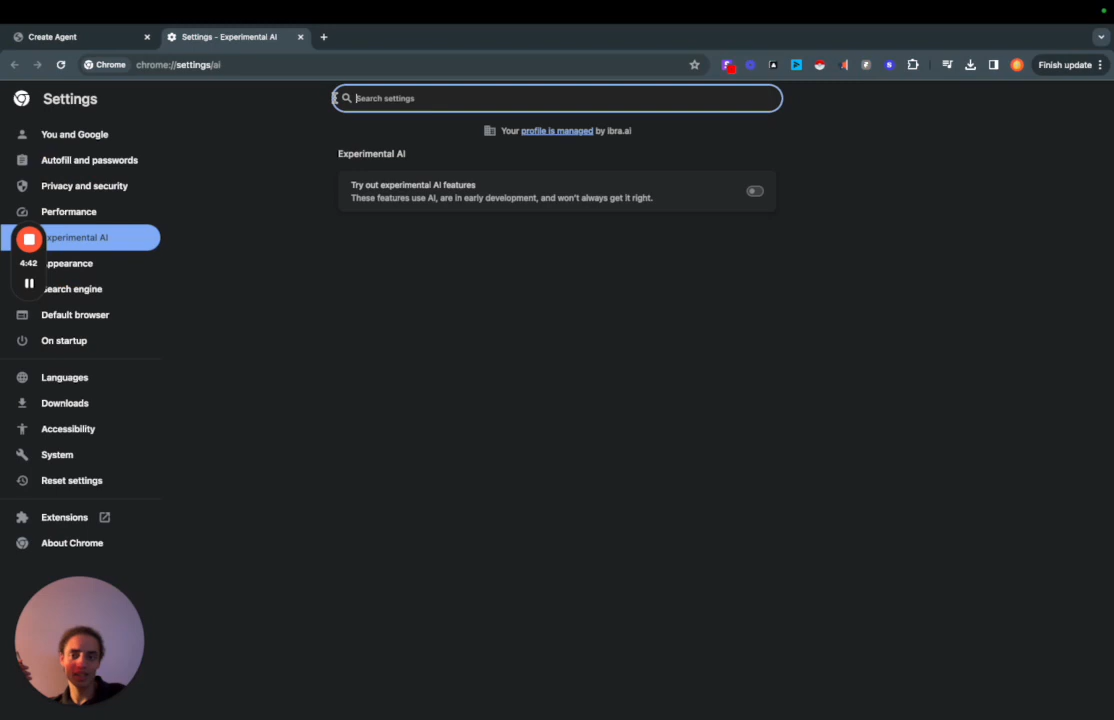 Create Agent
Settings - Experimental AI
Chrome
chrome://settings/ai
Finish update
Settings
Search settings
Your profile is managed by ibra.ai
You and Google
Autofill and passwords
Privacy and security
Performance
xperimental AI
ppearance
earch engine
Default browser
On startup
Languages
Downloads
Accessibility
System
Reset settings
Extensions
About Chrome
4:42
Experimental AI
Try out experimental AI features
These features use AI, are in early development, and won't always get it right.